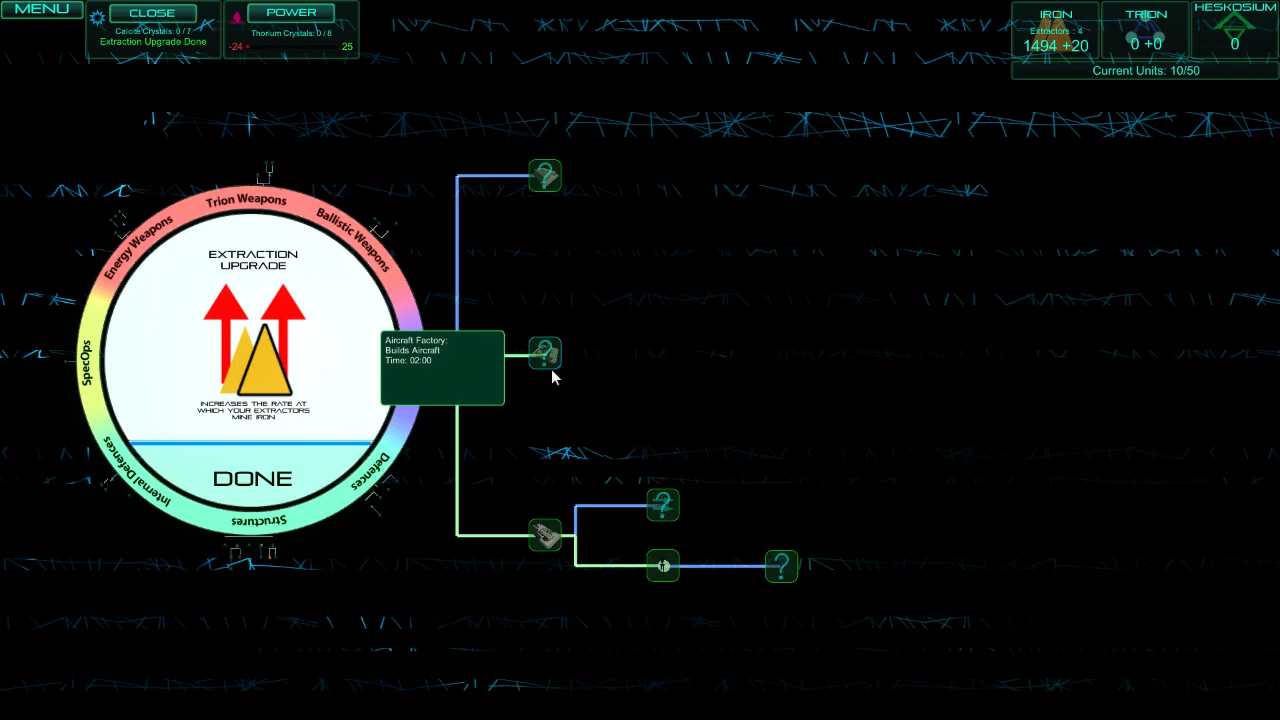 MENU
CLOSE
Calcite Crystals: 0 / 7
Extraction Upgrade Done
POWER
Thorium Crystals: 0 / 8
-24
25
IRON
Extractors : 4
1494 +20
TRION
0 +0
HESKOSIUM
0
Current Units: 10/50
Energy Weapons
Trion Weapons
Ballistic Weapons
SpecOps
Internal Defences
Structures
Defences
EXTRACTION
UPGRADE
INCREASES THE RATE AT
WHICH YOUR EXTRACTORS
MINE IRON
DONE
Aircraft Factory:
Builds Aircraft
Time: 02:00
?
?
?
?